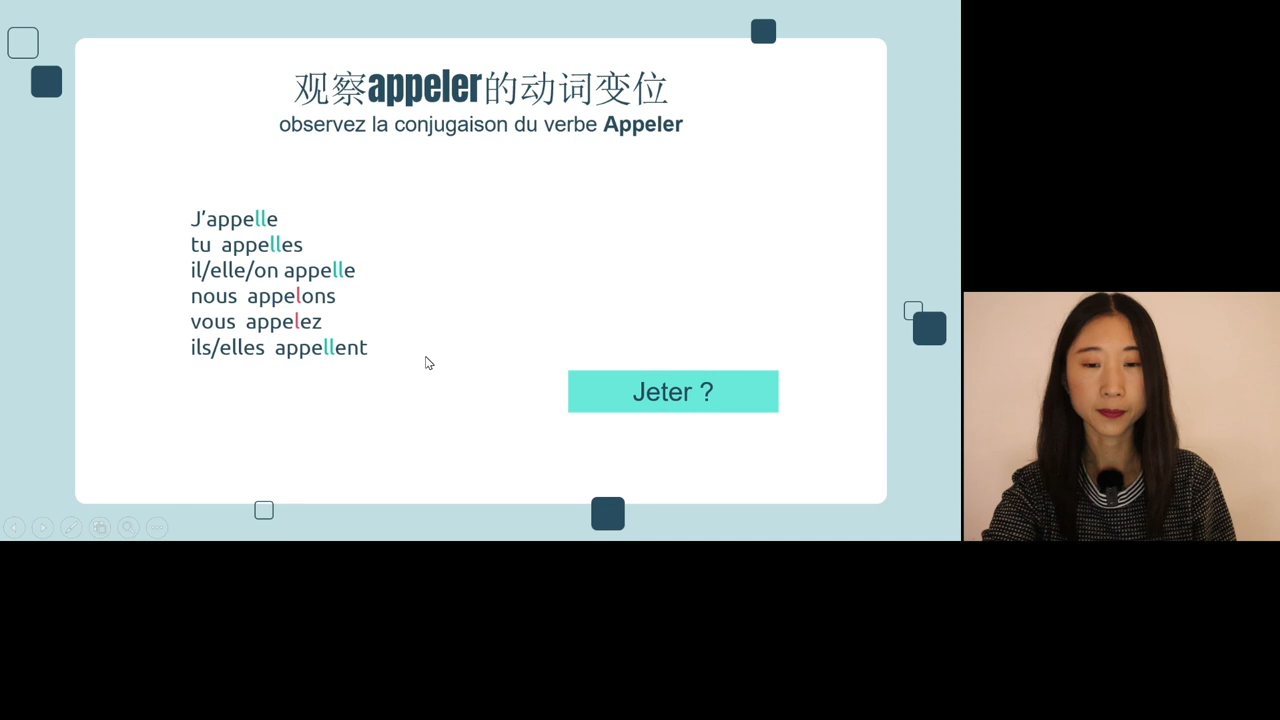 观察appeler的动词变位
observez la conjugaison du verbe Appeler
J'appelle
tu appelles
il/elle/on appelle
nous appelons
vous appelez
ils/elles appellent
Jeter ?